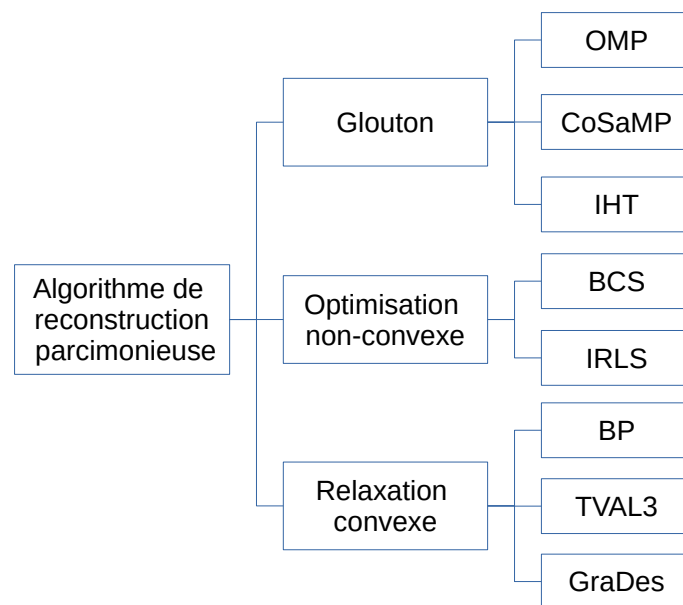 Algorithme de
reconstruction
parcimonieuse
Glouton
OMP
CoSaMP
IHT
Optimisation
non-convexe
BCS
IRLS
Relaxation
convexe
BP
TVAL3
GraDes